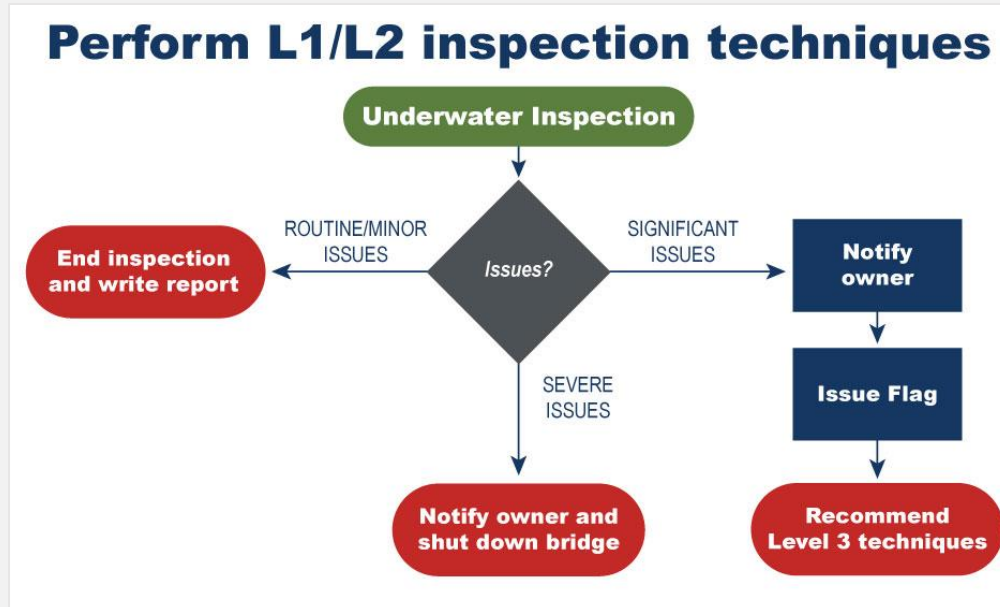 Perform L1/L2 inspection techniques
Underwater Inspection
Issues?
ROUTINE/MINOR
ISSUES
End inspection
and write report
SEVERE
ISSUES
Notify owner and
shut down bridge
SIGNIFICANT
ISSUES
Notify
owner
Issue Flag
Recommend
Level 3 techniques